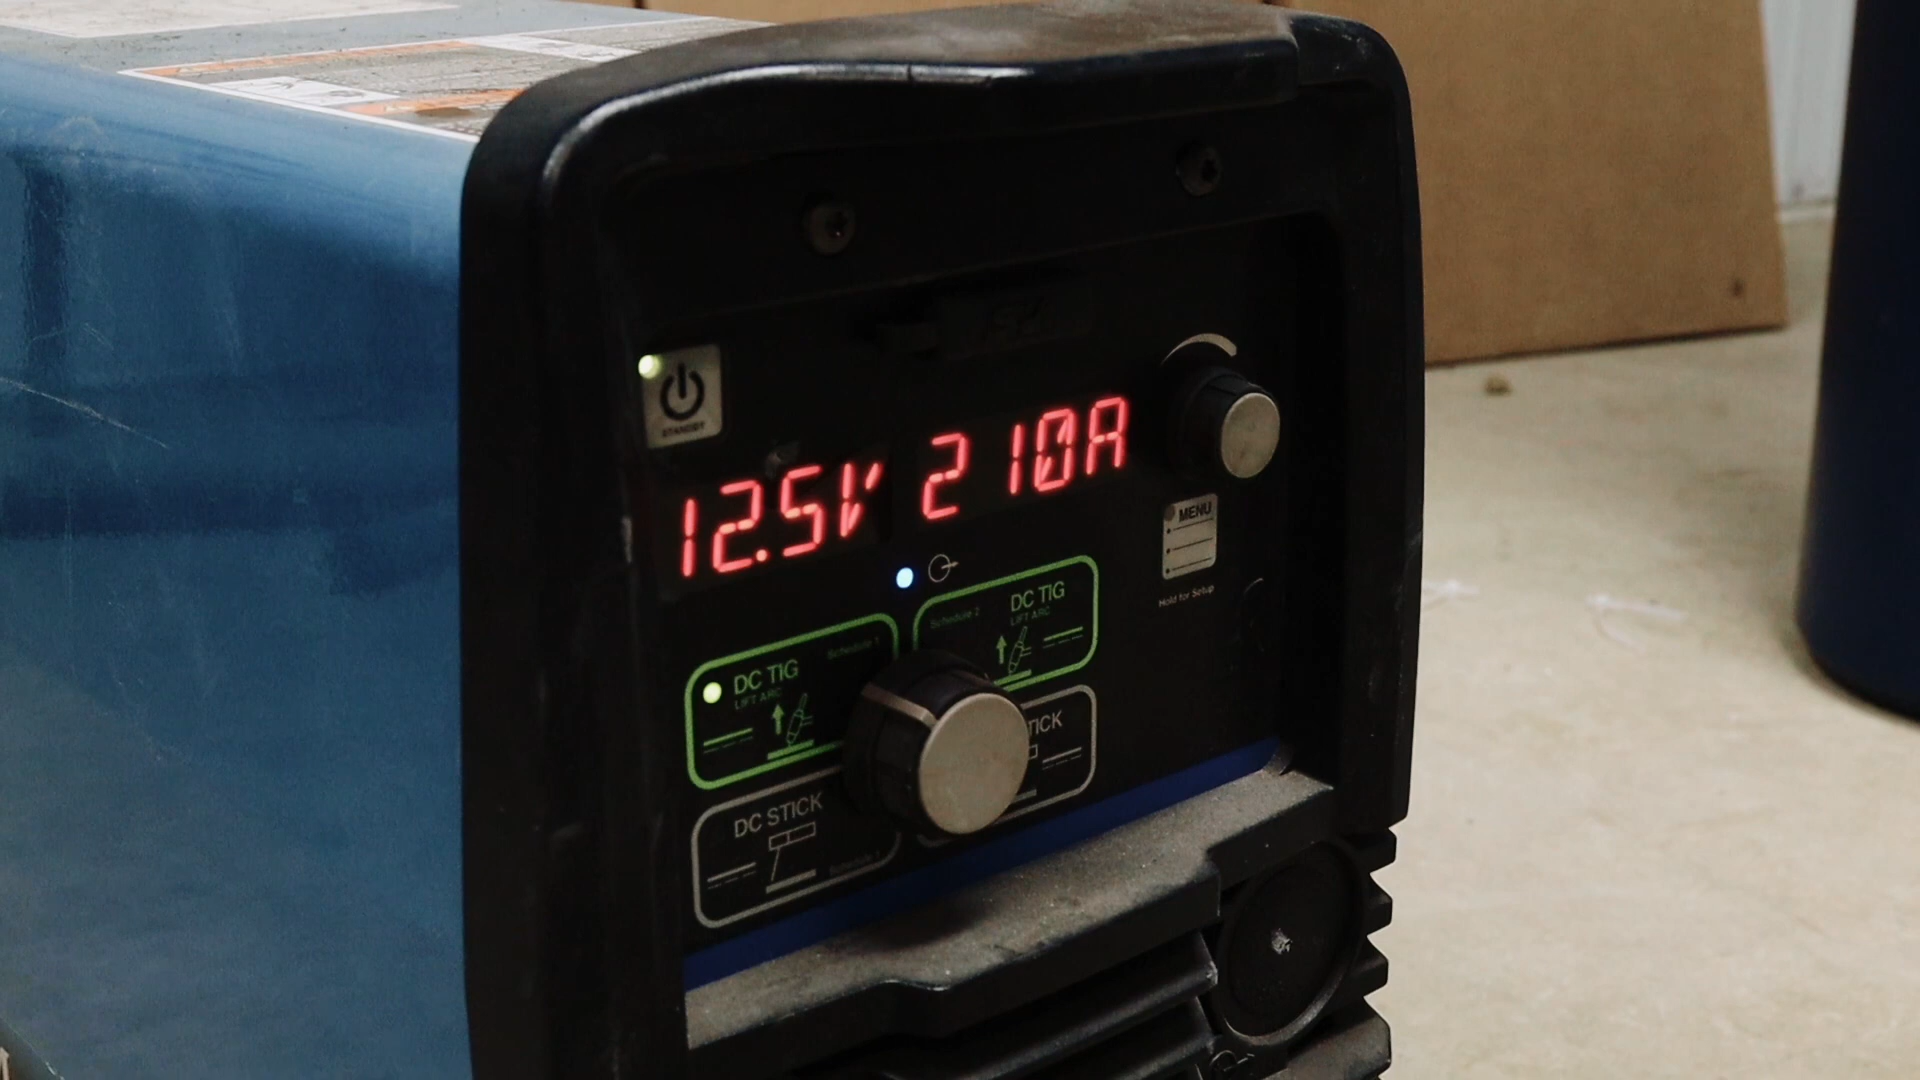 STANDBY
12.5V 210A
MENU
Hold for Setup
Schedule 2
DC TIG
LIFT ARC
Schedule 1
DC TIG
LIFT ARC
TICK
DC STICK